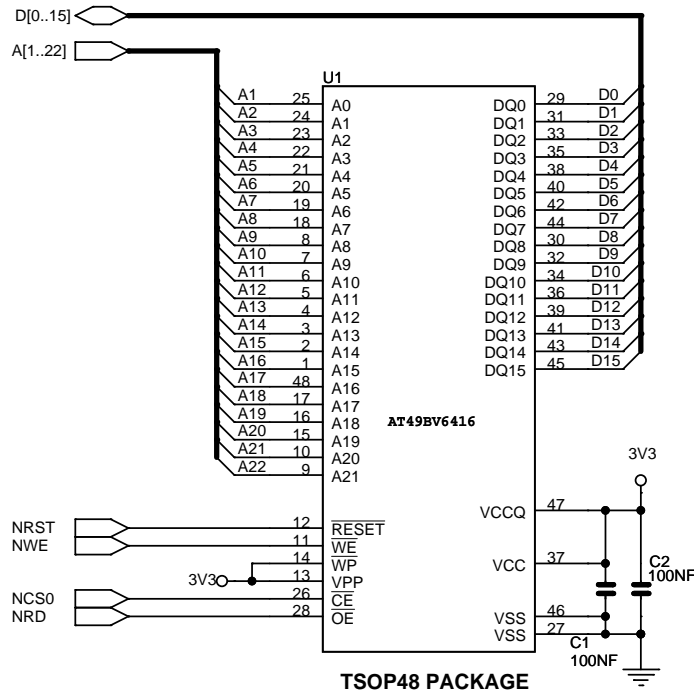 D[0..15]
A[1..22]
U1
A1 25 A0 DQ0 29 D0
A2 24 A1 DQ1 31 D1
A3 23 A2 DQ2 33 D2
A4 22 A3 DQ3 35 D3
A5 21 A4 DQ4 38 D4
A6 20 A5 DQ5 40 D5
A7 19 A6 DQ6 42 D6
A8 18 A7 DQ7 44 D7
A9 8 A8 DQ8 30 D8
A10 7 A9 DQ9 32 D9
A11 6 A10 DQ10 34 D10
A12 5 A11 DQ11 36 D11
A13 4 A12 DQ12 39 D12
A14 3 A13 DQ13 41 D13
A15 2 A14 DQ14 43 D14
A16 1 A15 DQ15 45 D15
A17 48 A16
A18 17 A17
A19 16 A18
A20 15 A19
A21 10 A20
A22 9 A21
AT49BV6416
3V3
VCCQ 47
NRST 12 RESET
NWE 11 WE
14 WP
3V3 13 VPP
VCC 37
C2
100NF
NCS0 26 CE
NRD 28 OE
VSS 46
VSS 27
C1
100NF
TSOP48 PACKAGE